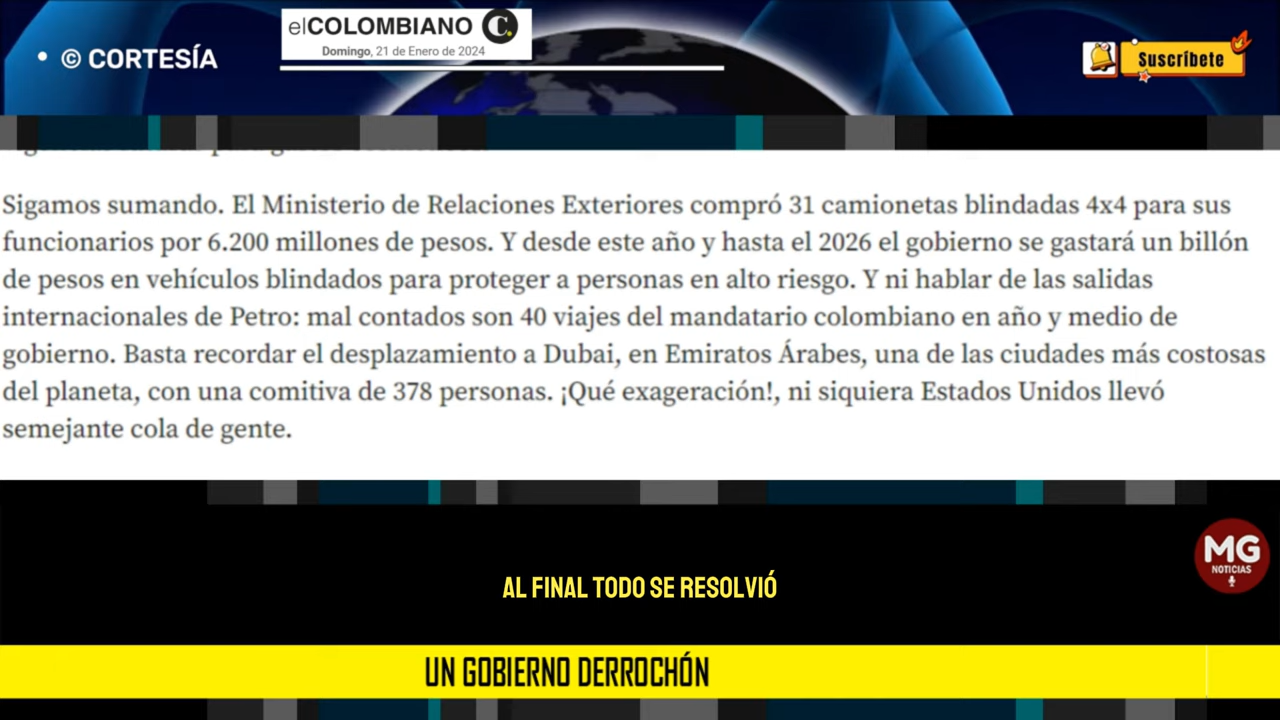 • © CORTESÍA
elCOLOMBIANO C.
Domingo, 21 de Enero de 2024
Suscríbete
Sigamos sumando. El Ministerio de Relaciones Exteriores compró 31 camionetas blindadas 4x4 para sus
funcionarios por 6.200 millones de pesos. Y desde este año y hasta el 2026 el gobierno se gastará un billón
de pesos en vehículos blindados para proteger a personas en alto riesgo. Y ni hablar de las salidas
internacionales de Petro: mal contados son 40 viajes del mandatario colombiano en año y medio de
gobierno. Basta recordar el desplazamiento a Dubai, en Emiratos Árabes, una de las ciudades más costosas
del planeta, con una comitiva de 378 personas. ¡Qué exageración!, ni siquiera Estados Unidos llevó
semejante cola de gente.
MG
NOTICIAS
AL FINAL TODO SE RESOLVIÓ
UN GOBIERNO DERROCHÓN